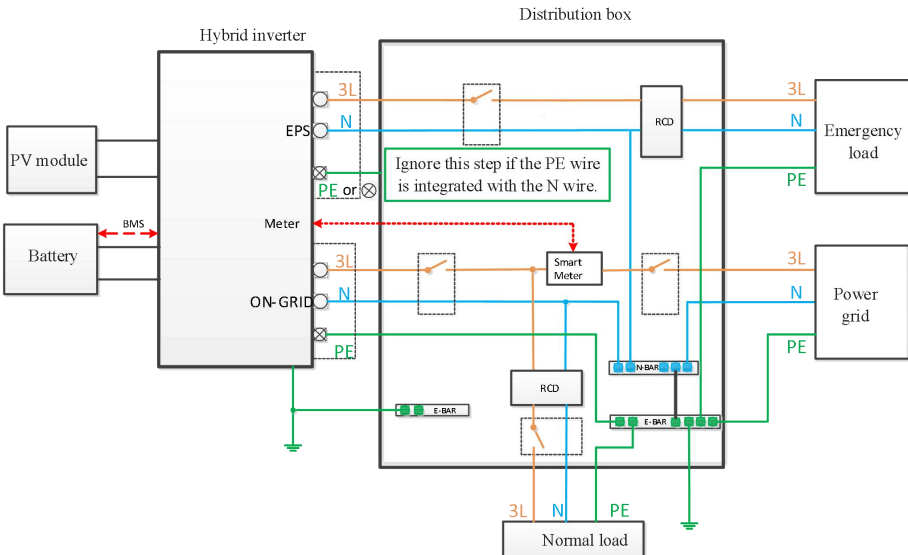 Distribution box
Hybrid inverter
3L
3L
EPS
N
RCD
N
Emergency
load
PV module
Ignore this step if the PE wire
is integrated with the N wire.
PE or
PE
BMS
Meter
Battery
3L
Smart
Meter
3L
ON-GRID
N
N
Power
grid
PE
PE
N-BAR
RCD
E-BAR
E-BAR
3L
N
PE
Normal load